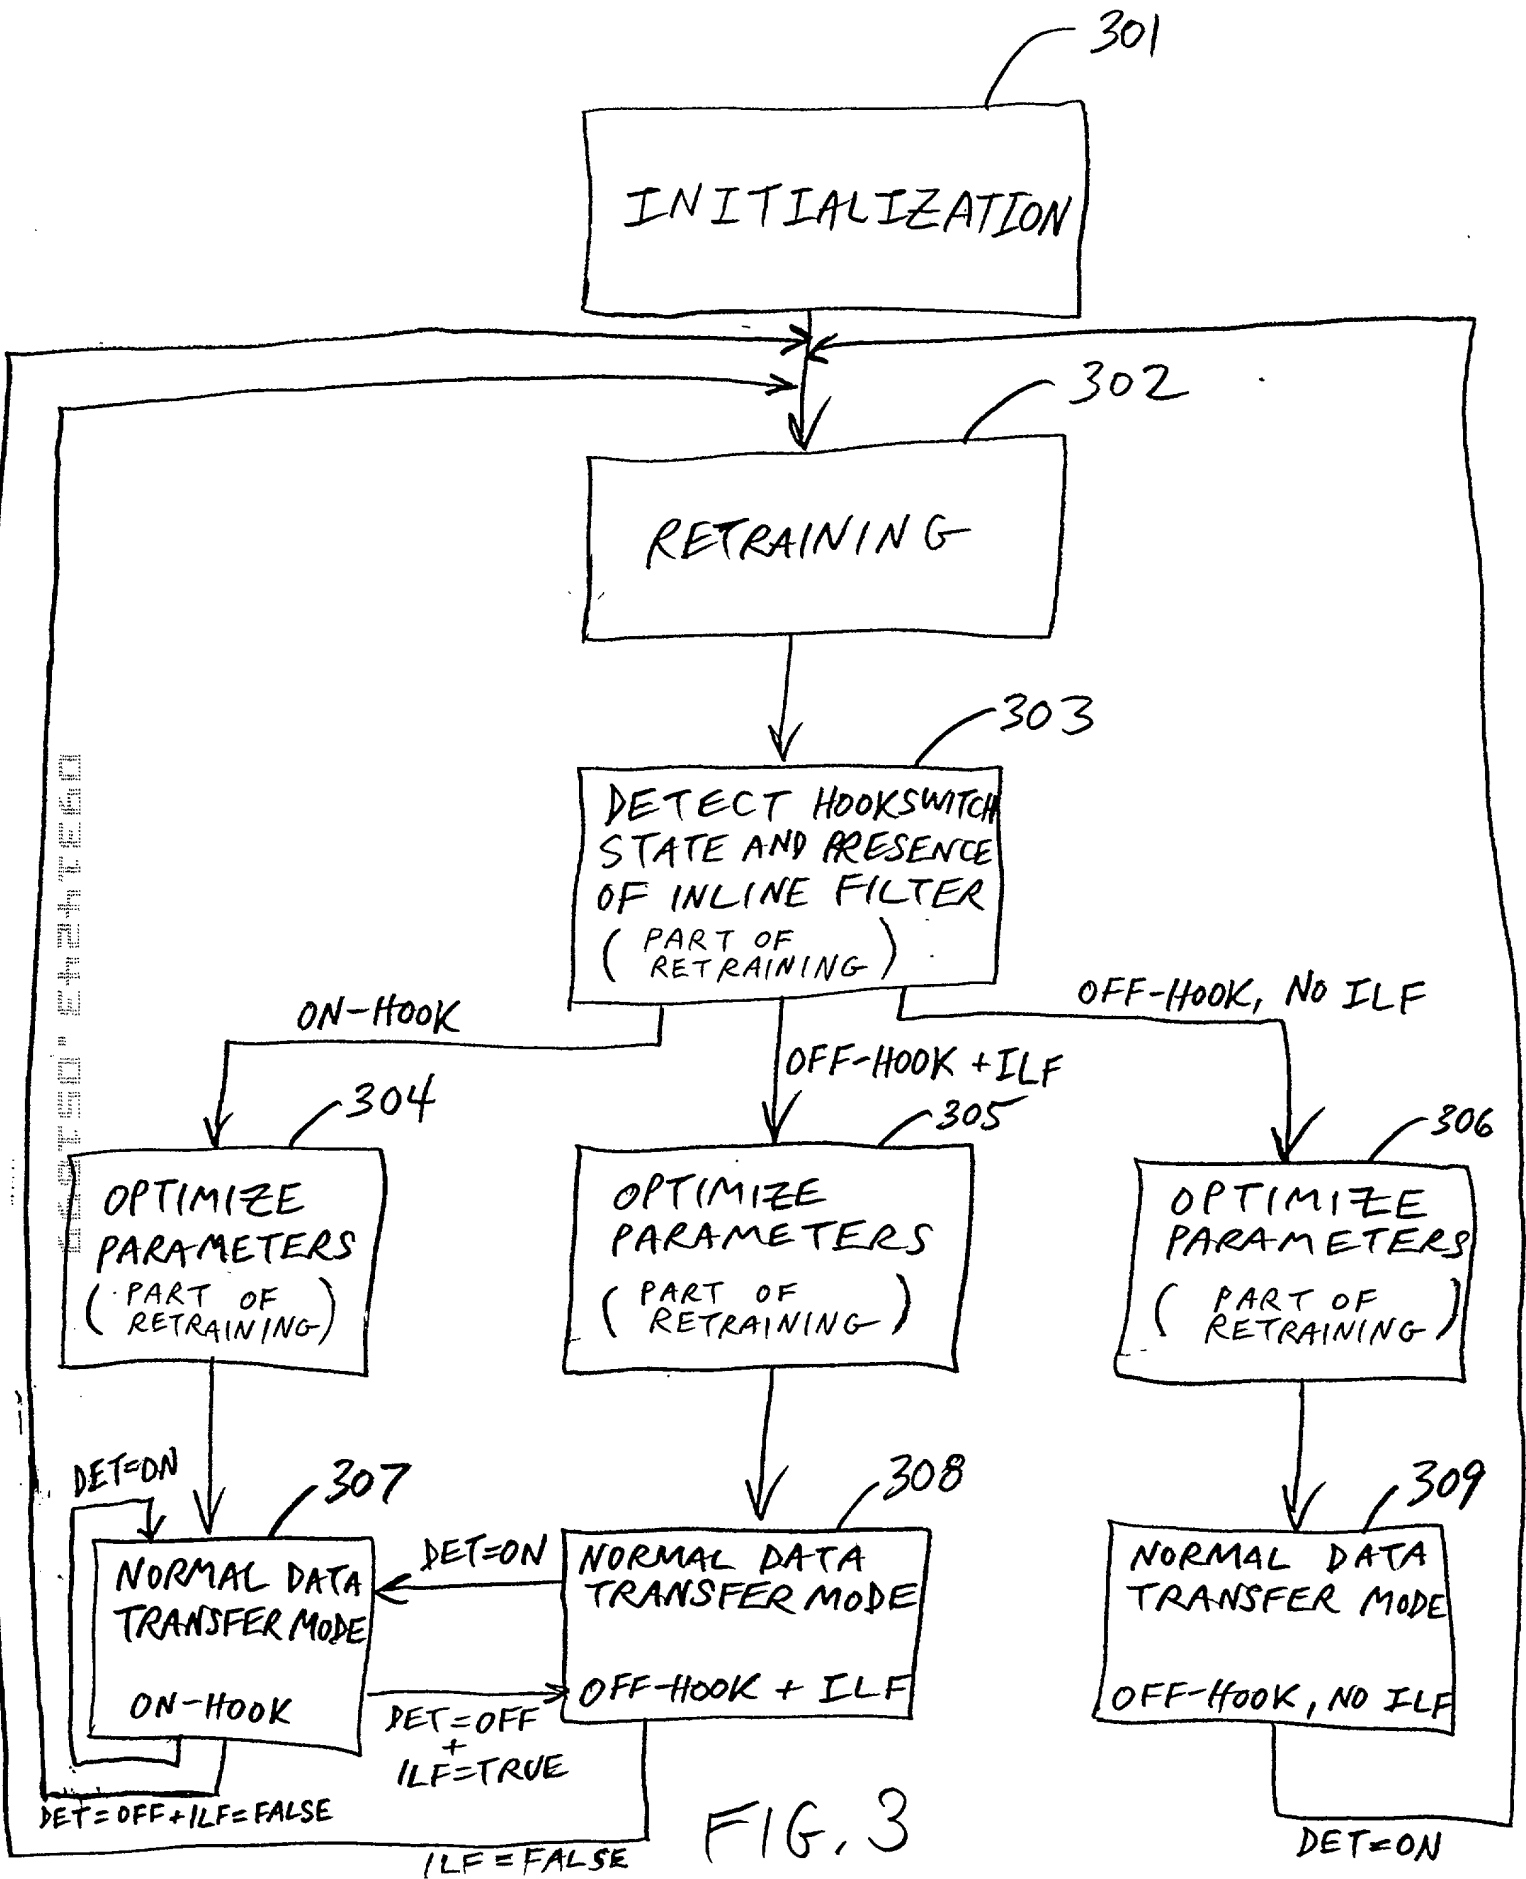 301
INITIALIZATION
302
RETRAINING
303
DETECT HOOKSWITCH
STATE AND PRESENCE
OF INLINE FILTER
(PART OF
RETRAINING)
ON-HOOK
OFF-HOOK + ILF
OFF-HOOK, NO ILF
304
OPTIMIZE
PARAMETERS
(PART OF
RETRAINING)
305
OPTIMIZE
PARAMETERS
(PART OF
RETRAINING)
306
OPTIMIZE
PARAMETERS
(PART OF
RETRAINING)
DET=ON
307
NORMAL DATA
TRANSFER MODE
ON-HOOK
DET=ON
DET=OFF
+
ILF=TRUE
308
NORMAL DATA
TRANSFER MODE
OFF-HOOK + ILF
309
NORMAL DATA
TRANSFER MODE
OFF-HOOK, NO ILF
DET=OFF+ILF=FALSE
ILF=FALSE
DET=ON
FIG. 3